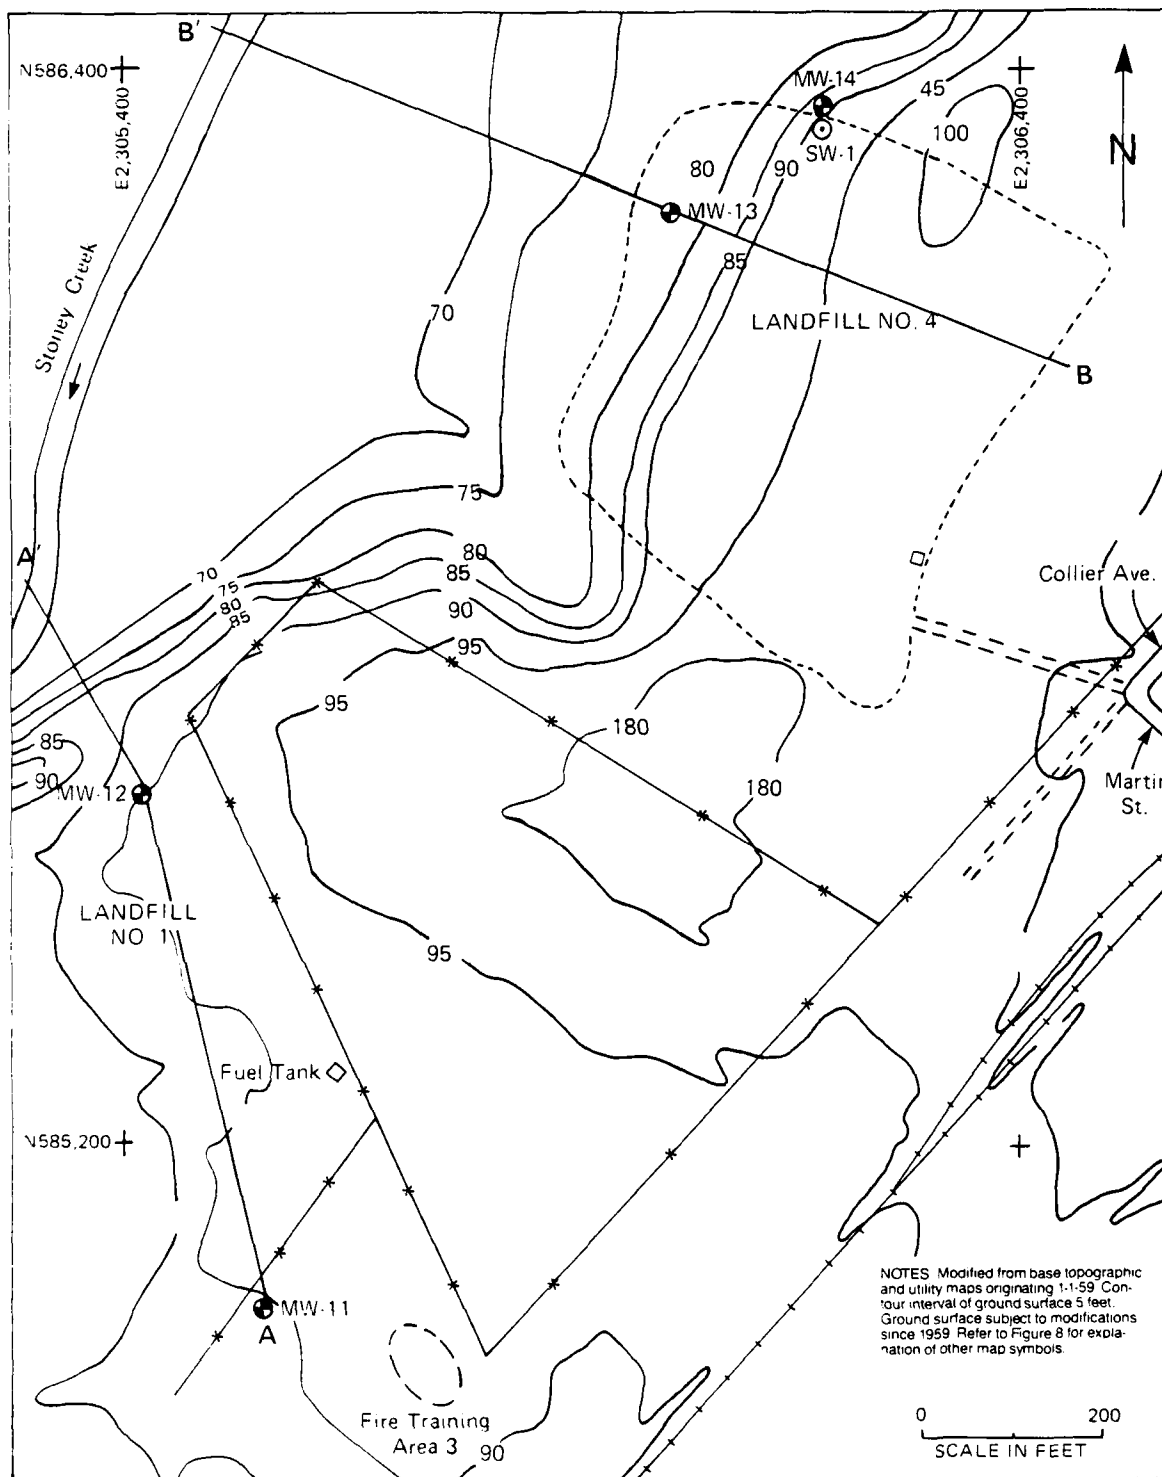 B'
N586,400
E2,306,400
MW-14
SW-1
45
100
E2,306,400
N
80
90
MW-13
85
Stoney Creek
70
LANDFILL NO. 4
B
75
A'
80
85
90
95
70
75
80
85
Collier Ave.
95
180
180
85
90
MW-12
Martin
St.
LANDFILL
NO 1
95
Fuel Tank
N585,200
MW-11
A
Fire Training
Area 3
90
NOTES Modified from base topographic
and utility maps originating 1-1-59 Con-
tour interval of ground surface 5 feet.
Ground surface subject to modifications
since 1959 Refer to Figure 8 for expla-
nation of other map symbols.
0 200
SCALE IN FEET